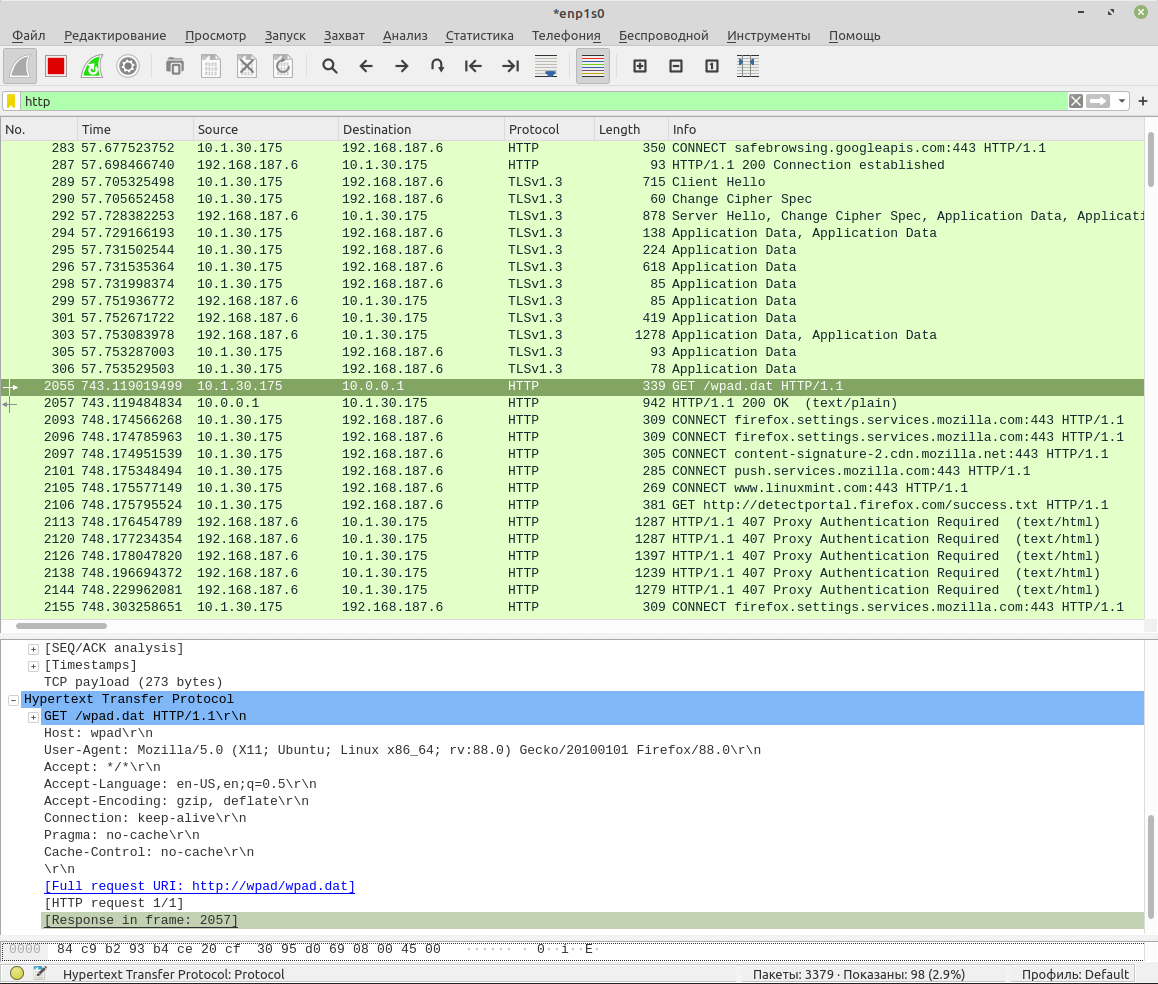 *enp1s0
Файл Редактирование Просмотр Запуск Захват Анализ Статистика Телефония Беспроводной Инструменты Помощь
http
No. Time Source Destination Protocol Length Info
283 57.677523752 10.1.30.175 192.168.187.6 HTTP 350 CONNECT safebrowsing.googleapis.com:443 HTTP/1.1
287 57.698466740 192.168.187.6 10.1.30.175 HTTP 93 HTTP/1.1 200 Connection established
289 57.705325498 10.1.30.175 192.168.187.6 TLSv1.3 715 Client Hello
290 57.705652458 10.1.30.175 192.168.187.6 TLSv1.3 60 Change Cipher Spec
292 57.728382253 192.168.187.6 10.1.30.175 TLSv1.3 878 Server Hello, Change Cipher Spec, Application Data, Applicati
294 57.729166193 10.1.30.175 192.168.187.6 TLSv1.3 138 Application Data, Application Data
295 57.731502544 10.1.30.175 192.168.187.6 TLSv1.3 224 Application Data
296 57.731535364 10.1.30.175 192.168.187.6 TLSv1.3 618 Application Data
298 57.731998374 10.1.30.175 192.168.187.6 TLSv1.3 85 Application Data
299 57.751936772 192.168.187.6 10.1.30.175 TLSv1.3 85 Application Data
301 57.752671722 192.168.187.6 10.1.30.175 TLSv1.3 419 Application Data
303 57.753083978 192.168.187.6 10.1.30.175 TLSv1.3 1278 Application Data, Application Data
305 57.753287003 10.1.30.175 192.168.187.6 TLSv1.3 93 Application Data
306 57.753529503 10.1.30.175 192.168.187.6 TLSv1.3 78 Application Data
2055 743.119019499 10.1.30.175 10.0.0.1 HTTP 339 GET /wpad.dat HTTP/1.1
2057 743.119484834 10.0.0.1 10.1.30.175 HTTP 942 HTTP/1.1 200 OK (text/plain)
2093 748.174566268 10.1.30.175 192.168.187.6 HTTP 309 CONNECT firefox.settings.services.mozilla.com:443 HTTP/1.1
2096 748.174785963 10.1.30.175 192.168.187.6 HTTP 309 CONNECT firefox.settings.services.mozilla.com:443 HTTP/1.1
2097 748.174951539 10.1.30.175 192.168.187.6 HTTP 305 CONNECT content-signature-2.cdn.mozilla.net:443 HTTP/1.1
2101 748.175348494 10.1.30.175 192.168.187.6 HTTP 285 CONNECT push.services.mozilla.com:443 HTTP/1.1
2105 748.175577149 10.1.30.175 192.168.187.6 HTTP 269 CONNECT www.linuxmint.com:443 HTTP/1.1
2106 748.175795524 10.1.30.175 192.168.187.6 HTTP 381 GET http://detectportal.firefox.com/success.txt HTTP/1.1
2113 748.176454789 192.168.187.6 10.1.30.175 HTTP 1287 HTTP/1.1 407 Proxy Authentication Required (text/html)
2120 748.177234354 192.168.187.6 10.1.30.175 HTTP 1287 HTTP/1.1 407 Proxy Authentication Required (text/html)
2126 748.178047820 192.168.187.6 10.1.30.175 HTTP 1397 HTTP/1.1 407 Proxy Authentication Required (text/html)
2138 748.196694372 192.168.187.6 10.1.30.175 HTTP 1239 HTTP/1.1 407 Proxy Authentication Required (text/html)
2144 748.229962081 192.168.187.6 10.1.30.175 HTTP 1279 HTTP/1.1 407 Proxy Authentication Required (text/html)
2155 748.303258651 10.1.30.175 192.168.187.6 HTTP 309 CONNECT firefox.settings.services.mozilla.com:443 HTTP/1.1
[SEQ/ACK analysis]
[Timestamps]
TCP payload (273 bytes)
Hypertext Transfer Protocol
GET /wpad.dat HTTP/1.1\r\n
Host: wpad\r\n
User-Agent: Mozilla/5.0 (X11; Ubuntu; Linux x86_64; rv:88.0) Gecko/20100101 Firefox/88.0\r\n
Accept: */*\r\n
Accept-Language: en-US,en;q=0.5\r\n
Accept-Encoding: gzip, deflate\r\n
Connection: keep-alive\r\n
Pragma: no-cache\r\n
Cache-Control: no-cache\r\n
\r\n
[Full request URI: http://wpad/wpad.dat]
[HTTP request 1/1]
[Response in frame: 2057]
0000 84 c9 b2 93 b4 ce 20 cf 30 95 d0 69 08 00 45 00 ······ · 0··i··E·
Hypertext Transfer Protocol: Protocol Пакеты: 3379 · Показаны: 98 (2.9%) Профиль: Default